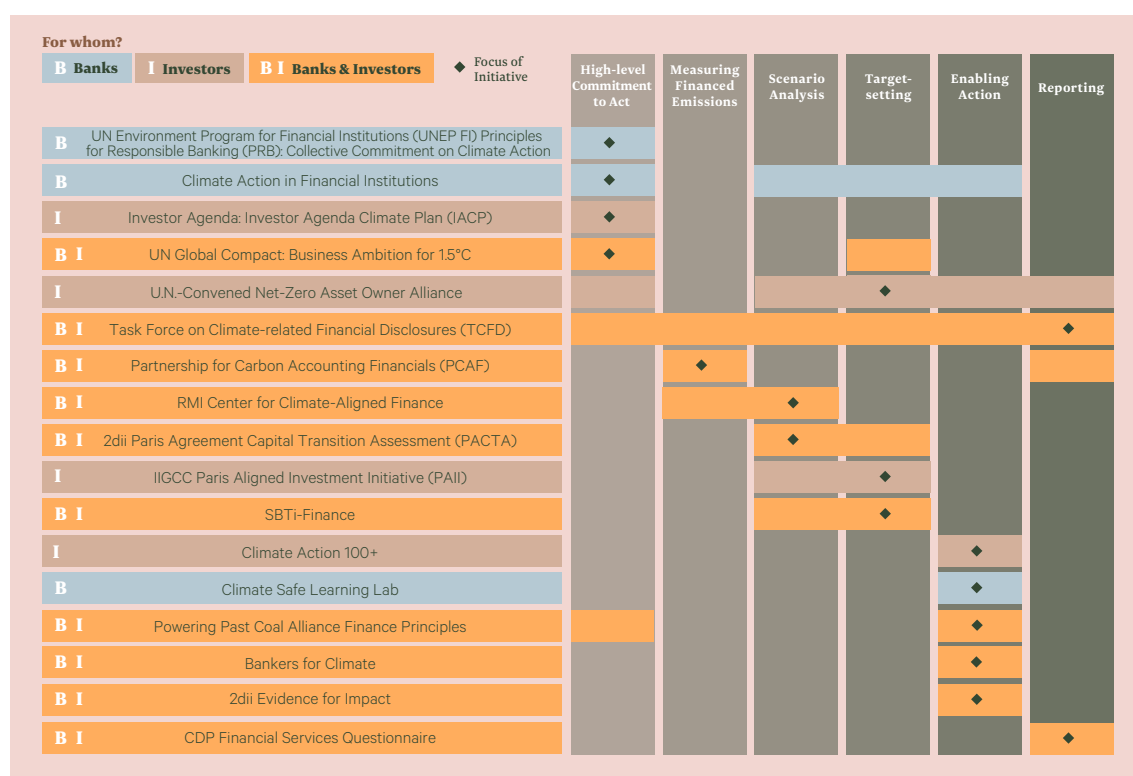 For whom?
B Banks
I Investors
B I Banks & Investors
Focus of
Initiative
High-level
Commitment
to Act
Measuring
Financed
Emissions
Scenario
Analysis
Target-
setting
Enabling
Action
Reporting
B UN Environment Program for Financial Institutions (UNEP FI) Principles
for Responsible Banking (PRB): Collective Commitment on Climate Action
B Climate Action in Financial Institutions
I Investor Agenda: Investor Agenda Climate Plan (IACP)
B I UN Global Compact: Business Ambition for 1.5°C
I U.N.-Convened Net-Zero Asset Owner Alliance
B I Task Force on Climate-related Financial Disclosures (TCFD)
B I Partnership for Carbon Accounting Financials (PCAF)
B I RMI Center for Climate-Aligned Finance
B I 2dii Paris Agreement Capital Transition Assessment (PACTA)
I IIGCC Paris Aligned Investment Initiative (PAII)
B I SBTi-Finance
I Climate Action 100+
B Climate Safe Learning Lab
B I Powering Past Coal Alliance Finance Principles
B I Bankers for Climate
B I 2dii Evidence for Impact
B I CDP Financial Services Questionnaire